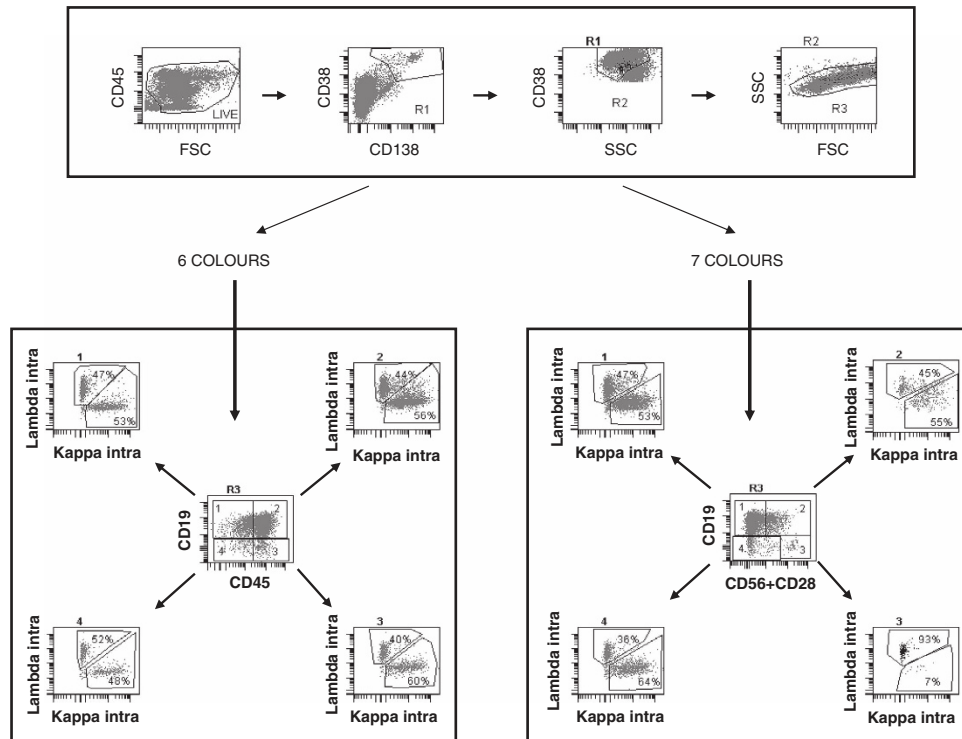 CD45
LIVE
FSC
CD38
R1
CD138
R1
CD38
R2
SSC
R2
SSC
R3
FSC
6 COLOURS
7 COLOURS
1
Lambda intra
47%
53%
Kappa intra
2
Lambda intra
44%
56%
Kappa intra
R3
CD19
1 2
4 3
CD45
4
Lambda intra
52%
48%
Kappa intra
3
Lambda intra
40%
60%
Kappa intra
1
Lambda intra
47%
53%
Kappa intra
2
Lambda intra
45%
55%
Kappa intra
R3
CD19
1 2
4 3
CD56+CD28
4
Lambda intra
36%
64%
Kappa intra
3
Lambda intra
93%
7%
Kappa intra